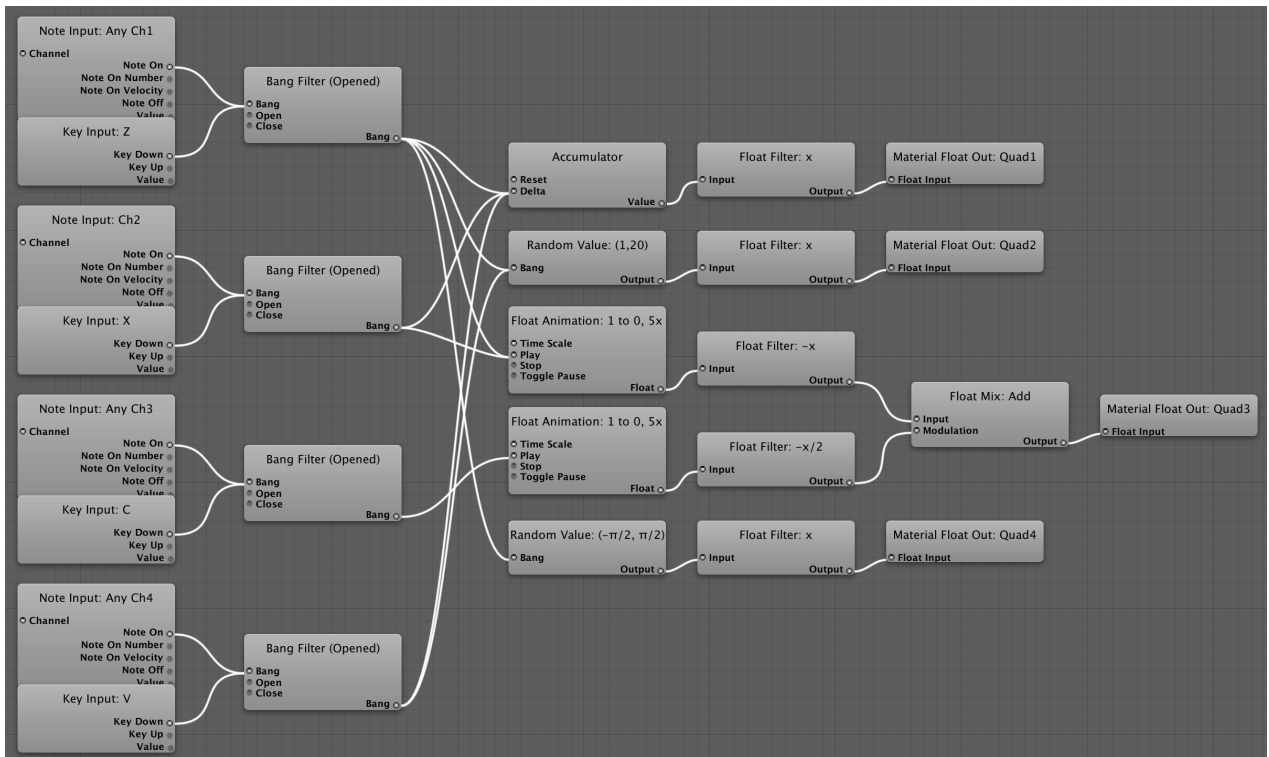 Note Input: Any Ch1
Channel
Note On
Note On Number
Note On Velocity
Note Off
Value
Key Input: Z
Key Down
Key Up
Value
Bang Filter (Opened)
Bang
Open
Close
Bang
Note Input: Ch2
Channel
Note On
Note On Number
Note On Velocity
Note Off
Value
Key Input: X
Key Down
Key Up
Value
Bang Filter (Opened)
Bang
Open
Close
Bang
Note Input: Any Ch3
Channel
Note On
Note On Number
Note On Velocity
Note Off
Value
Key Input: C
Key Down
Key Up
Value
Bang Filter (Opened)
Bang
Open
Close
Bang
Note Input: Any Ch4
Channel
Note On
Note On Number
Note On Velocity
Note Off
Value
Key Input: V
Key Down
Key Up
Value
Bang Filter (Opened)
Bang
Open
Close
Bang
Accumulator
Reset
Delta
Value
Float Filter: x
Input
Output
Material Float Out: Quad1
Float Input
Random Value: (1,20)
Bang
Output
Float Filter: x
Input
Output
Material Float Out: Quad2
Float Input
Float Animation: 1 to 0, 5x
Time Scale
Play
Stop
Toggle Pause
Float
Float Filter: -x
Input
Output
Float Animation: 1 to 0, 5x
Time Scale
Play
Stop
Toggle Pause
Float
Float Filter: -x/2
Input
Output
Float Mix: Add
Input
Modulation
Output
Material Float Out: Quad3
Float Input
Random Value: (-π/2, π/2)
Bang
Output
Float Filter: x
Input
Output
Material Float Out: Quad4
Float Input